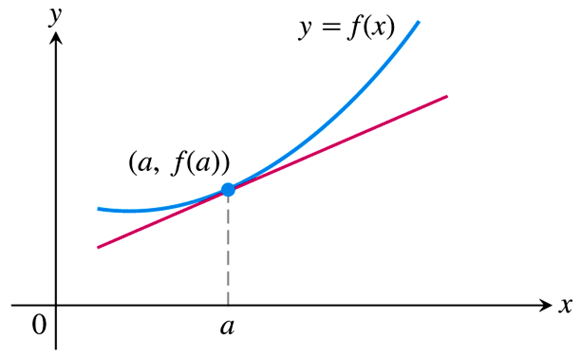 y
y = f(x)
(a, f(a))
x
0
a